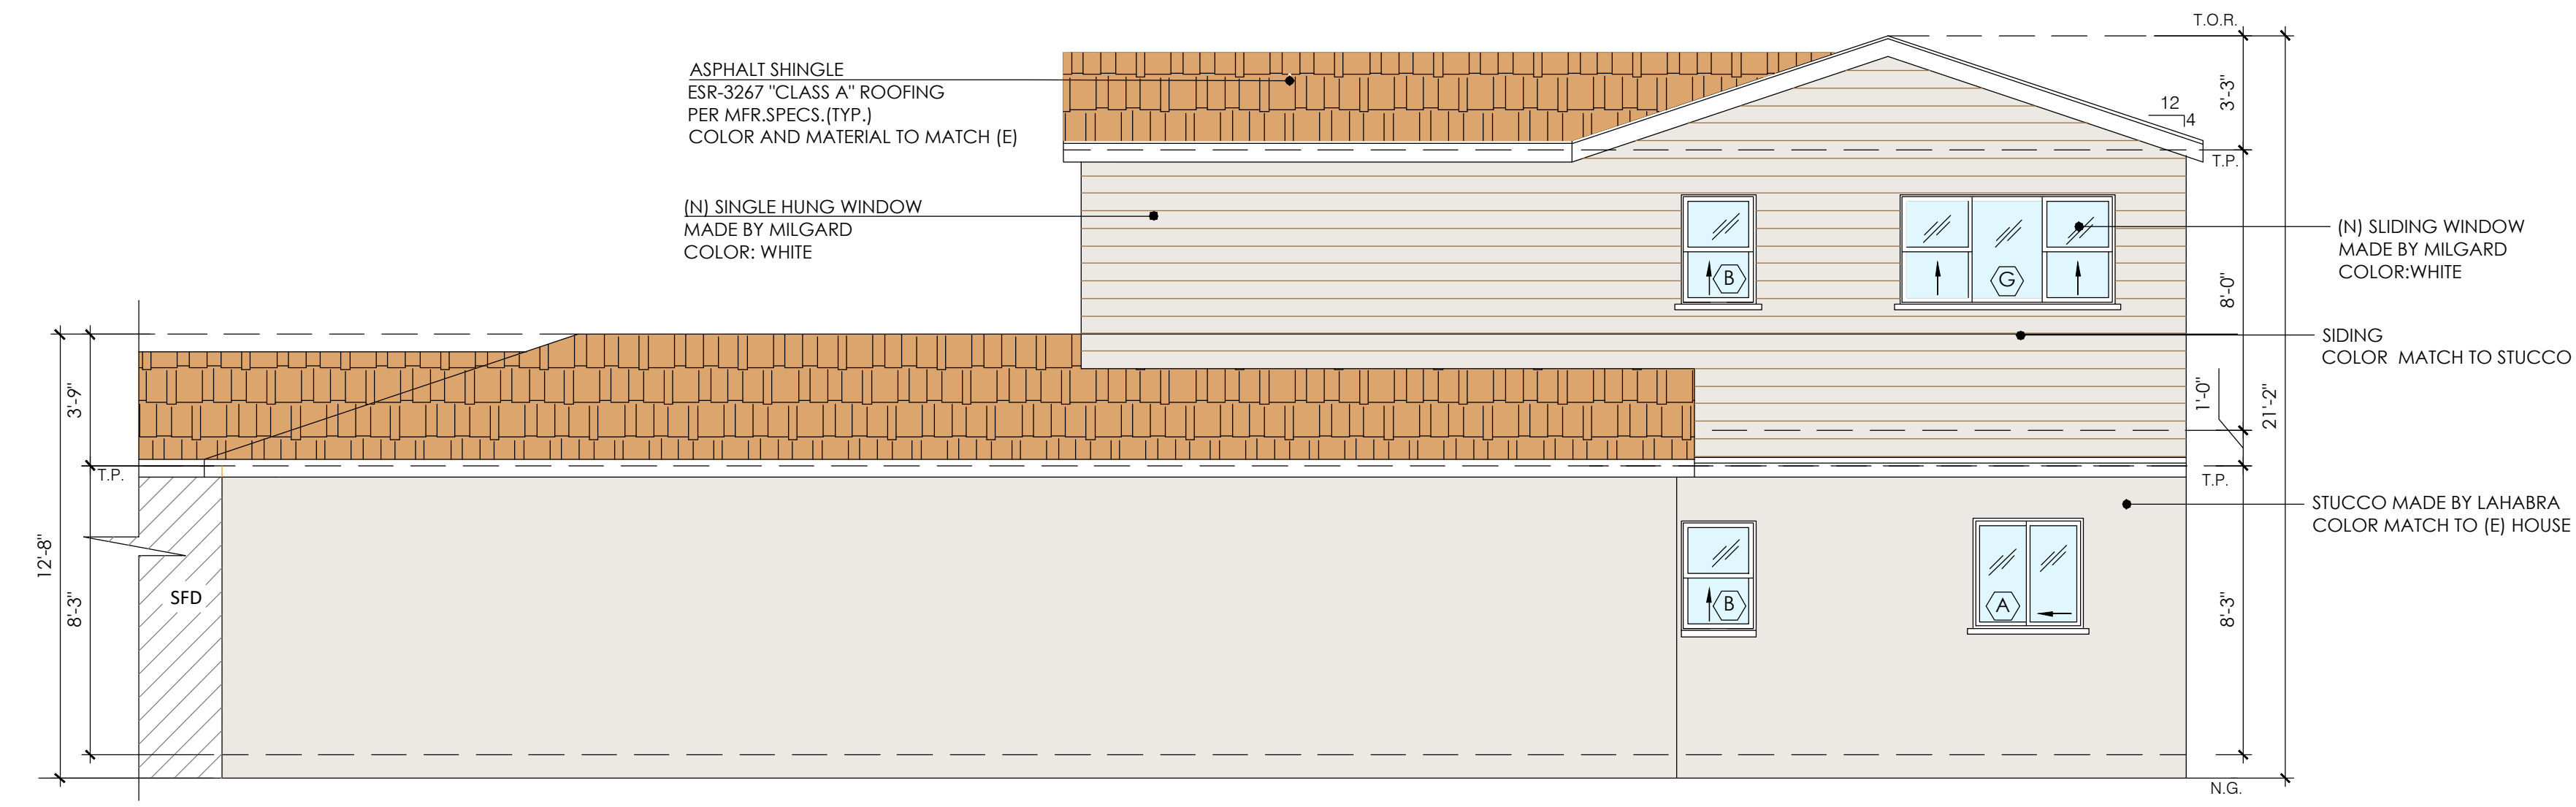 T.O.R.
ASPHALT SHINGLE
ESR-3267 "CLASS A" ROOFING
PER MFR.SPECS.(TYP.)
COLOR AND MATERIAL TO MATCH (E)
3'-3"
12
4
T.P.
(N) SINGLE HUNG WINDOW
MADE BY MILGARD
COLOR: WHITE
(N) SLIDING WINDOW
MADE BY MILGARD
COLOR:WHITE
B
G
8'-0"
SIDING
COLOR MATCH TO STUCCO
3'-9"
1'-0"
21'-2"
T.P.
T.P.
STUCCO MADE BY LAHABRA
COLOR MATCH TO (E) HOUSE
12'-8"
8'-3"
SFD
B
A
8'-3"
N.G.